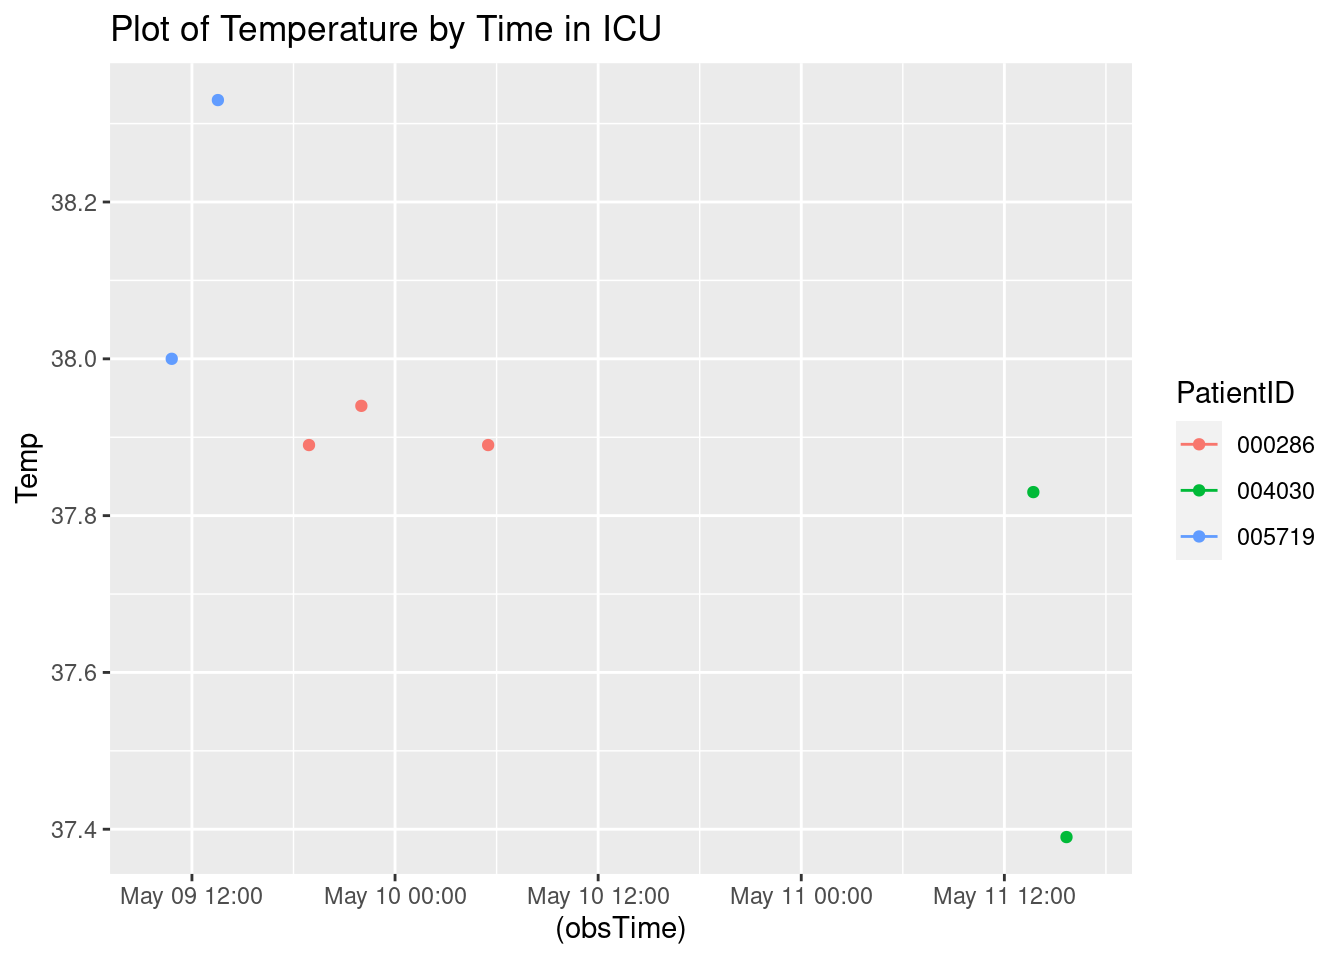 Plot of Temperature by Time in ICU
38.2
38.0
37.8
37.6
37.4
Temp
May 09 12:00
May 10 00:00
May 10 12:00
May 11 00:00
May 11 12:00
(obsTime)
PatientID
000286
004030
005719